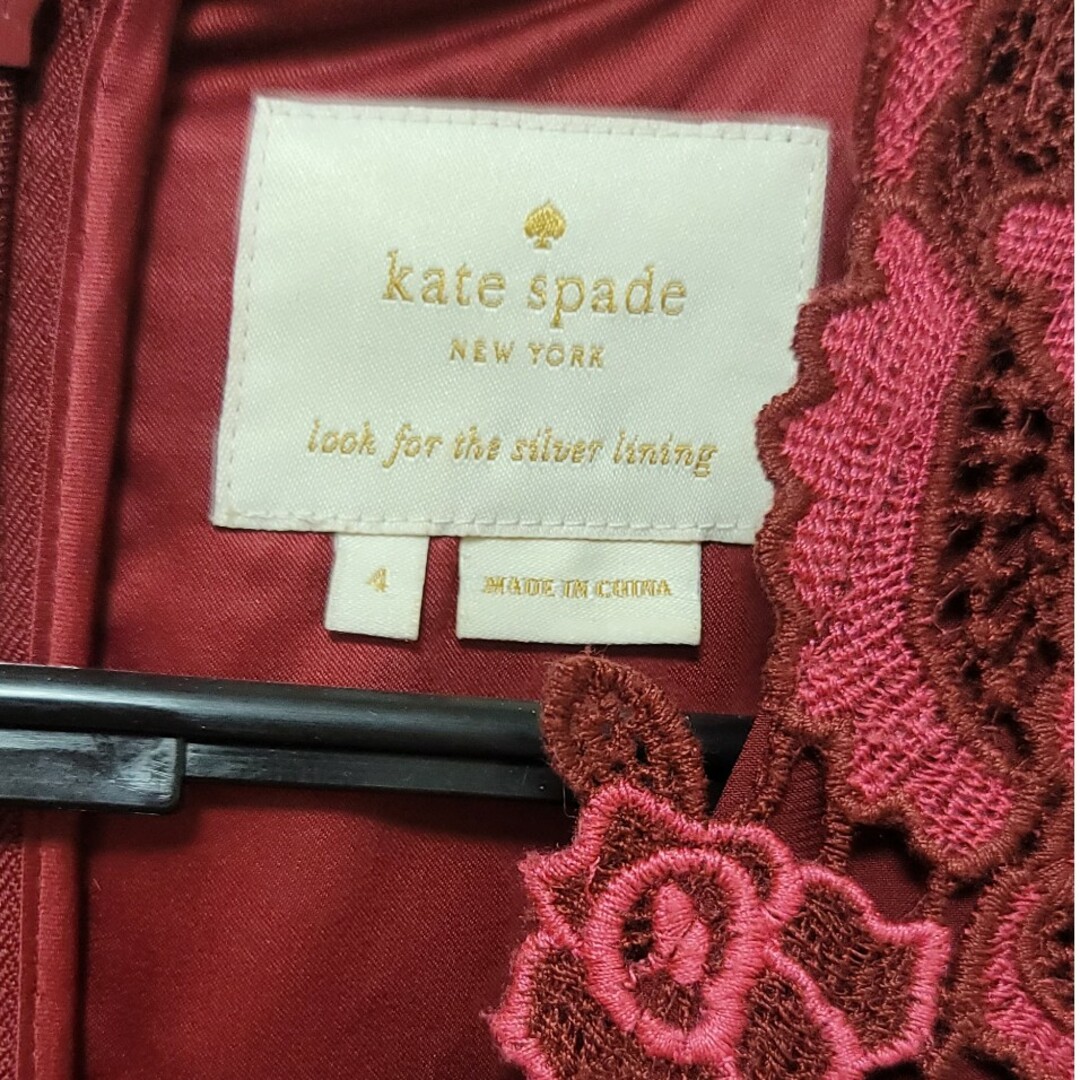 kate spade
NEW YORK
look for the silver lining
4
MADE IN CHINA